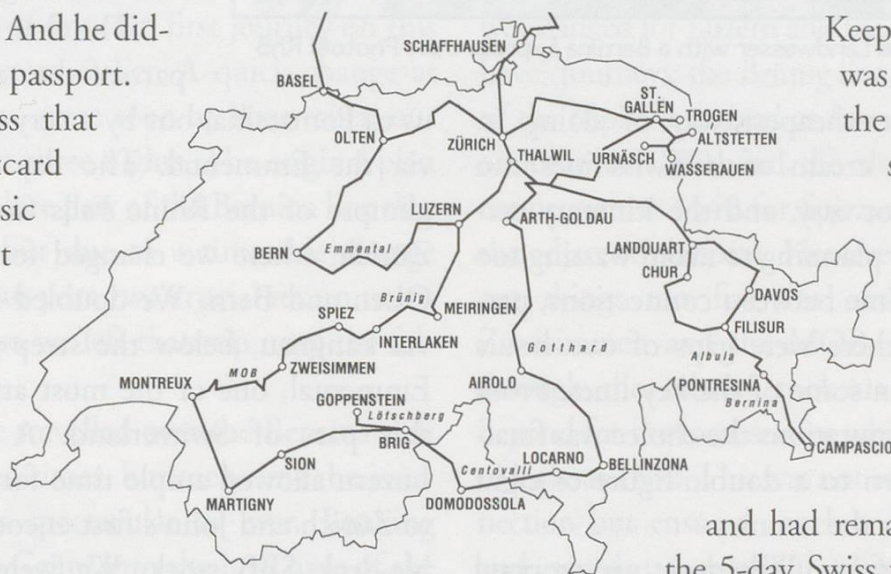 And he did-
passport.
that
card
sic
t
SCHAFFHAUSEN
BASEL
OLTEN
ZÜRICH
THALWIL
ST.
GALLEN
TROGEN
ALTSTETTEN
URNÄSCH
WASSERAUEN
LUZERN
ARTH-GOLDAU
BERN
Emmental
LANDQUART
CHUR
Brünig
MEIRINGEN
DAVOS
SPIEZ
INTERLAKEN
FILISUR
Gotthard
Albula
MOB
ZWEISIMMEN
MONTREUX
AIROLO
PONTRESINA
GOPPENSTEIN
Lötschberg
Bernina
BRIG
CAMPASCIO
LOCARNO
BELLINZONA
SION
Centovalli
MARTIGNY
DOMODOSSOLA
Keep
was
the
s
and had rema
the 5-day Swiss